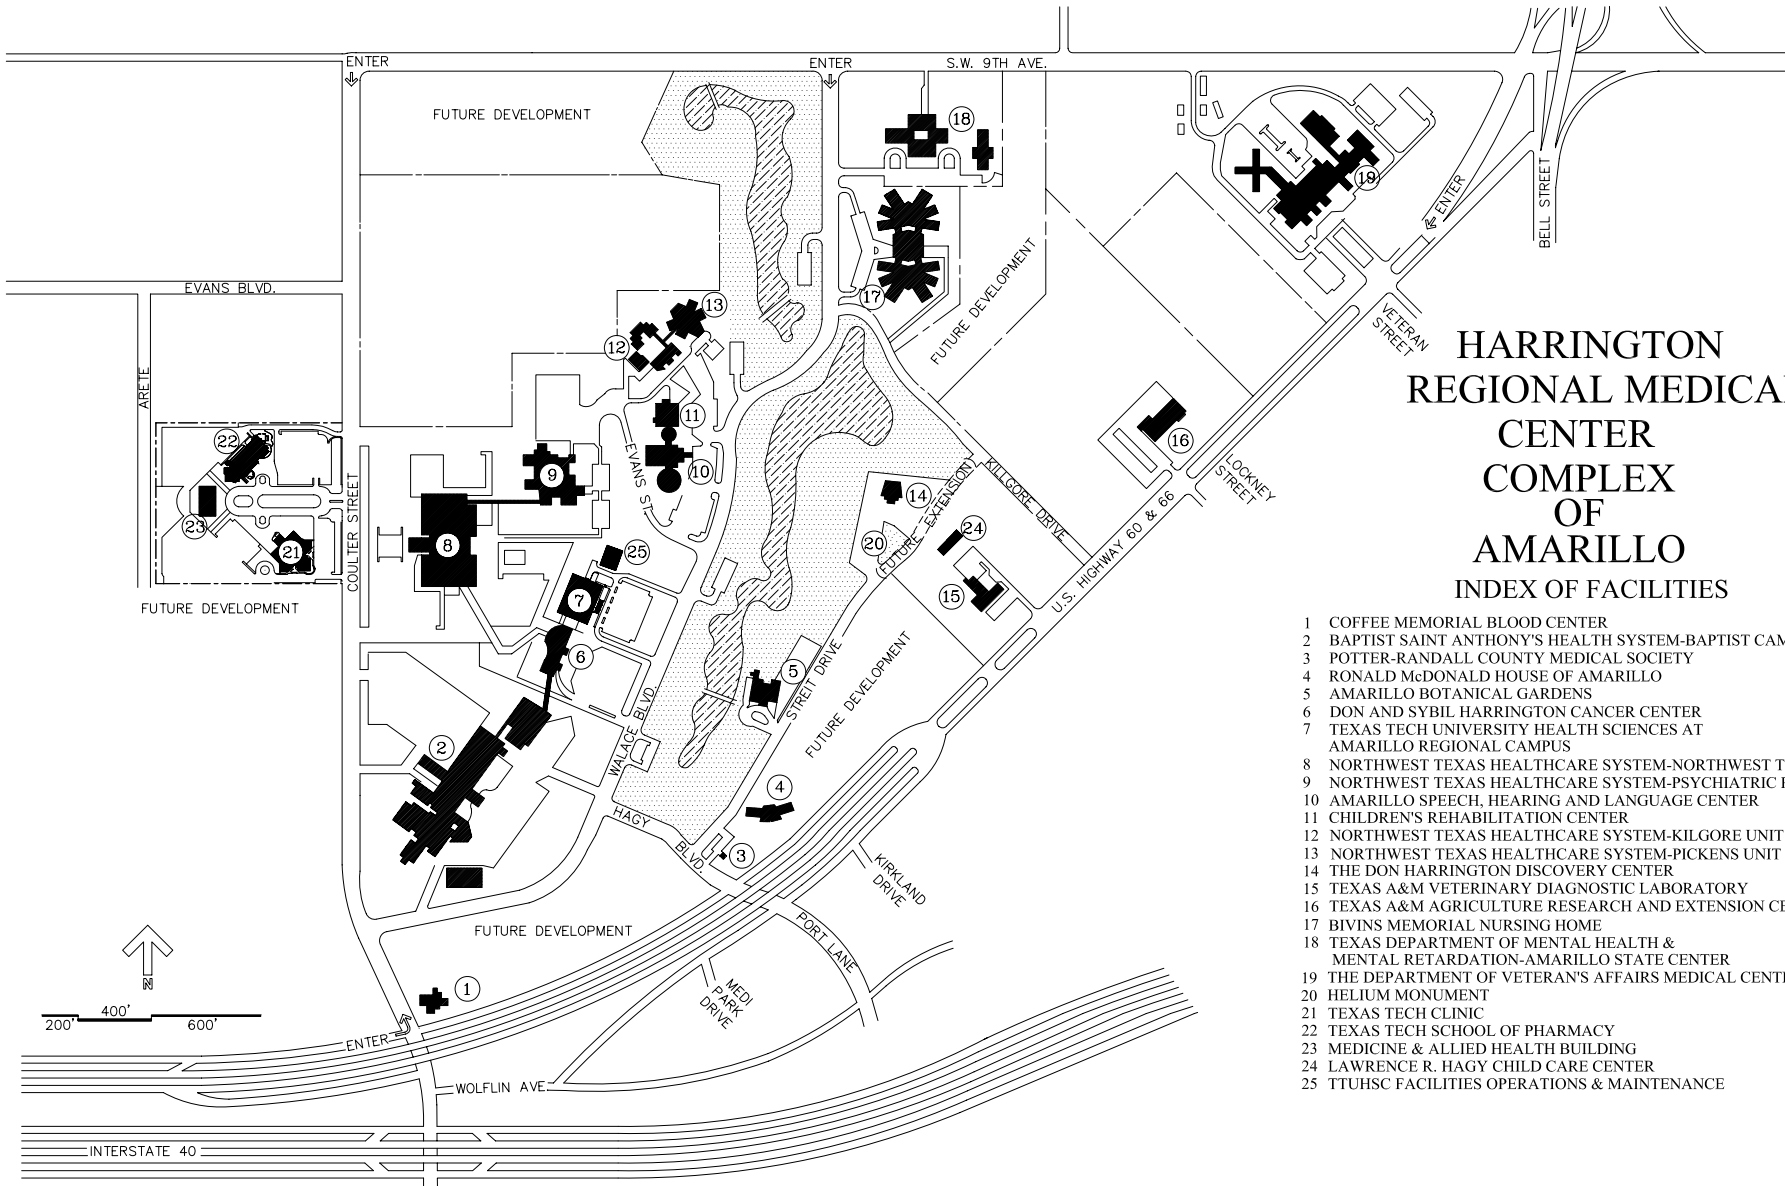 ENTER
ENTER
S.W. 9TH AVE.
FUTURE DEVELOPMENT
18
19
ENTER
BELL STREET
EVANS BLVD.
17
FUTURE DEVELOPMENT
13
12
VETERAN
STREET
ARETE
11
16
22
EVANS ST.
10
9
LOCKNEY
STREET
KILLGORE DRIVE
14
(FUTURE EXTENSION)
23
COULTER STREET
24
20
8
25
21
U.S. HIGHWAY 60 & 66
7
15
FUTURE DEVELOPMENT
6
5
STREIT DRIVE
FUTURE DEVELOPMENT
WALACE BLVD.
2
4
HAGY
BLVD.
3
KIRKLAND
DRIVE
FUTURE DEVELOPMENT
PORT LANE
N
1
MEDI
PARK
DRIVE
400'
200'
600'
ENTER
WOLFLIN AVE.
INTERSTATE 40
HARRINGTON
REGIONAL MEDICA
CENTER
COMPLEX
OF
AMARILLO
INDEX OF FACILITIES
1 COFFEE MEMORIAL BLOOD CENTER
2 BAPTIST SAINT ANTHONY'S HEALTH SYSTEM-BAPTIST CAM
3 POTTER-RANDALL COUNTY MEDICAL SOCIETY
4 RONALD McDONALD HOUSE OF AMARILLO
5 AMARILLO BOTANICAL GARDENS
6 DON AND SYBIL HARRINGTON CANCER CENTER
7 TEXAS TECH UNIVERSITY HEALTH SCIENCES AT
AMARILLO REGIONAL CAMPUS
8 NORTHWEST TEXAS HEALTHCARE SYSTEM-NORTHWEST T
9 NORTHWEST TEXAS HEALTHCARE SYSTEM-PSYCHIATRIC
10 AMARILLO SPEECH, HEARING AND LANGUAGE CENTER
11 CHILDREN'S REHABILITATION CENTER
12 NORTHWEST TEXAS HEALTHCARE SYSTEM-KILGORE UNIT
13 NORTHWEST TEXAS HEALTHCARE SYSTEM-PICKENS UNIT
14 THE DON HARRINGTON DISCOVERY CENTER
15 TEXAS A&M VETERINARY DIAGNOSTIC LABORATORY
16 TEXAS A&M AGRICULTURE RESEARCH AND EXTENSION CE
17 BIVINS MEMORIAL NURSING HOME
18 TEXAS DEPARTMENT OF MENTAL HEALTH &
MENTAL RETARDATION-AMARILLO STATE CENTER
19 THE DEPARTMENT OF VETERAN'S AFFAIRS MEDICAL CENT
20 HELIUM MONUMENT
21 TEXAS TECH CLINIC
22 TEXAS TECH SCHOOL OF PHARMACY
23 MEDICINE & ALLIED HEALTH BUILDING
24 LAWRENCE R. HAGY CHILD CARE CENTER
25 TTUHSC FACILITIES OPERATIONS & MAINTENANCE